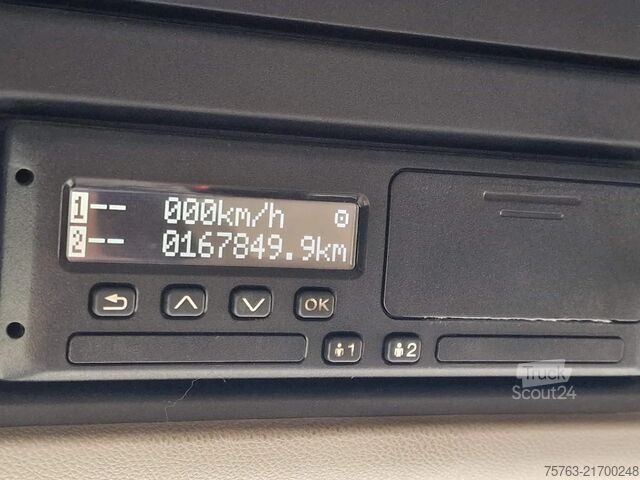 1-- 000km/h
2-- 0167849.9km
OK
1 2
Truck
Scout24
75763-21700248